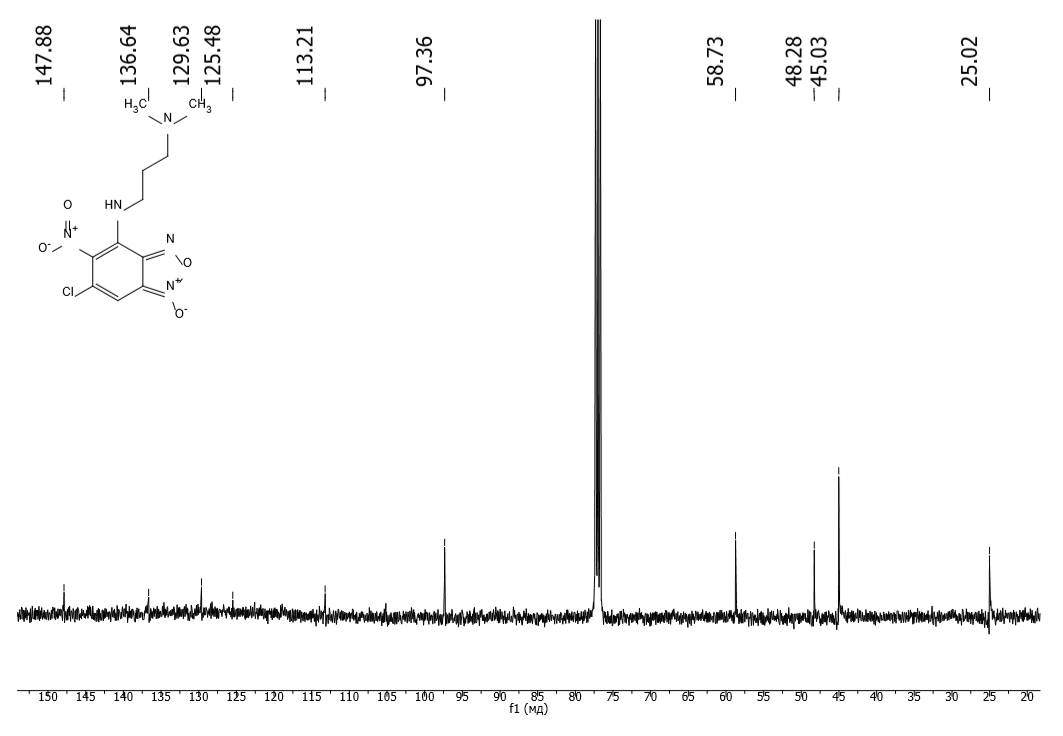 147.88 136.64 129.63 125.48 113.21 97.36 58.73 48.28 45.03 25.02
H3C CH3
N
HN
O
N+ N
O- O
Cl N+
O-
150 145 140 135 130 125 120 115 110 105 100 95 90 85 80 75 70 65 60 55 50 45 40 35 30 25 20
f1 (мд)